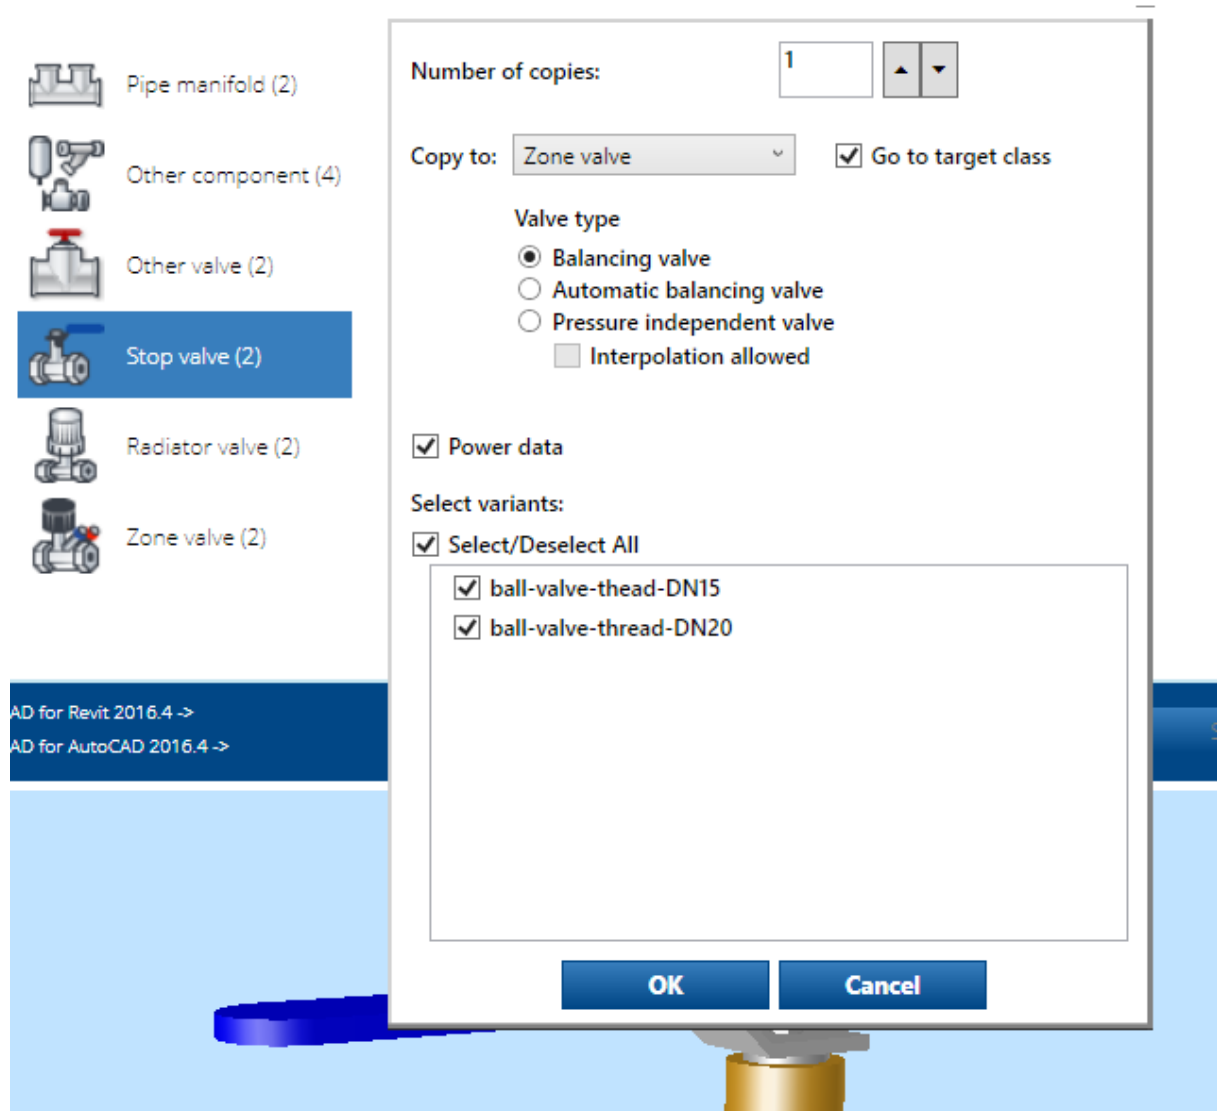 Pipe manifold (2)
Other component (4)
Other valve (2)
Stop valve (2)
Radiator valve (2)
Zone valve (2)
AD for Revit 2016.4 ->
AD for AutoCAD 2016.4 ->
Number of copies:
1
Copy to:
Zone valve
Go to target class
Valve type
Balancing valve
Automatic balancing valve
Pressure independent valve
Interpolation allowed
Power data
Select variants:
Select/Deselect All
ball-valve-thead-DN15
ball-valve-thread-DN20
OK
Cancel